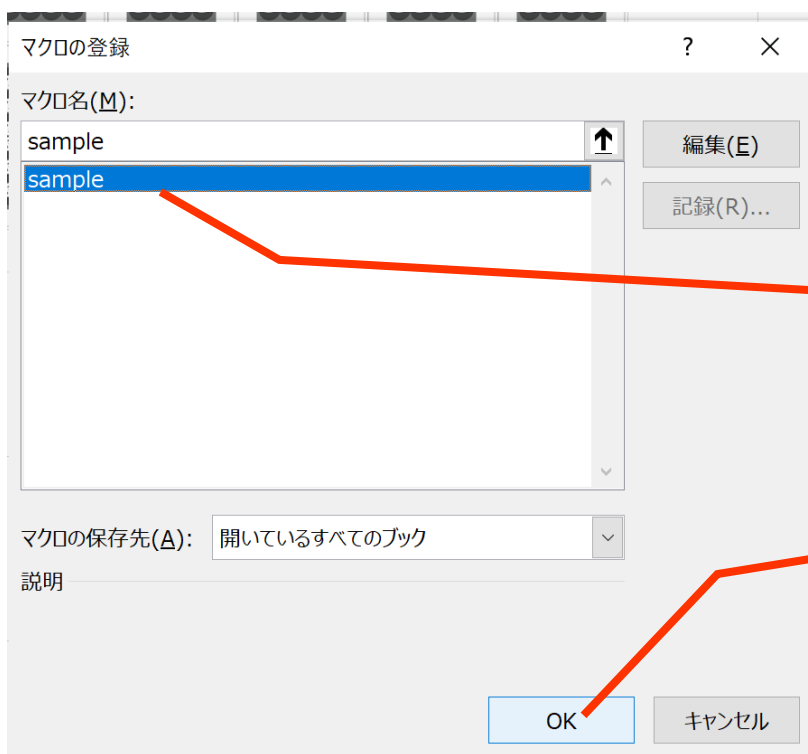 マクロの登録 ?
マクロ名(M):
sample
編集(E)
sample
記録(R)...
マクロの保存先(A): 開いているすべてのブック
説明
OK キャンセル